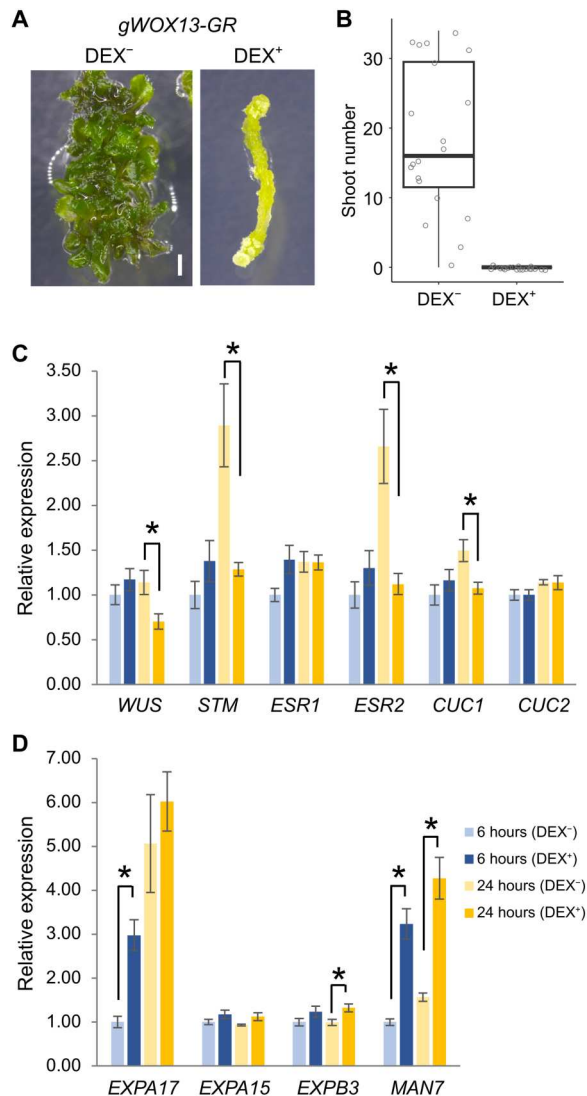 A
gWOX13-GR
DEX⁻ DEX⁺
B
Shoot number
30
20
10
0
DEX⁻ DEX⁺
C
Relative expression
3.50
3.00
2.50
2.00
1.50
1.00
0.50
0.00
* * * *
WUS STM ESR1 ESR2 CUC1 CUC2
D
Relative expression
7.00
6.00
5.00
4.00
3.00
2.00
1.00
0.00
* * * *
EXPA17 EXPA15 EXPB3 MAN7
6 hours (DEX⁻)
6 hours (DEX⁺)
24 hours (DEX⁻)
24 hours (DEX⁺)